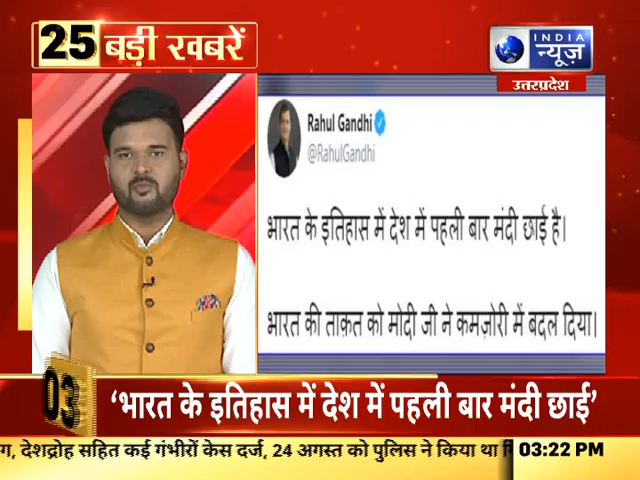 25 बड़ी खबरें
INDIA
न्यूज़
उत्तरप्रदेश
Rahul Gandhi
@RahulGandhi
भारत के इतिहास में देश में पहली बार मंदी छाई है।
भारत की ताक़त को मोदी जी ने कमज़ोरी में बदल दिया।
03 ‘भारत के इतिहास में देश में पहली बार मंदी छाई’
देशद्रोह सहित कई गंभीरों केस दर्ज, 24 अगस्त को पुलिस ने किया था
03:22 PM